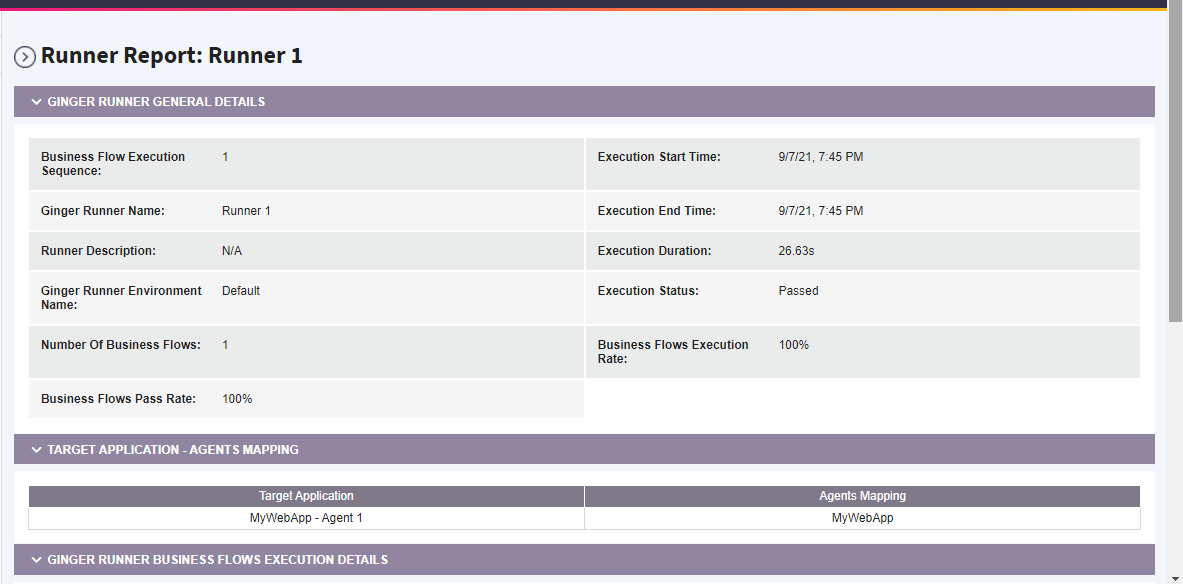 Runner Report: Runner 1
GINGER RUNNER GENERAL DETAILS
Business Flow Execution
Sequence:
1
Execution Start Time:
9/7/21, 7:45 PM
Ginger Runner Name:
Runner 1
Execution End Time:
9/7/21, 7:45 PM
Runner Description:
N/A
Execution Duration:
26.63s
Ginger Runner Environment
Name:
Default
Execution Status:
Passed
Number Of Business Flows:
1
Business Flows Execution
Rate:
100%
Business Flows Pass Rate:
100%
TARGET APPLICATION - AGENTS MAPPING
Target Application
Agents Mapping
MyWebApp - Agent 1
MyWebApp
GINGER RUNNER BUSINESS FLOWS EXECUTION DETAILS